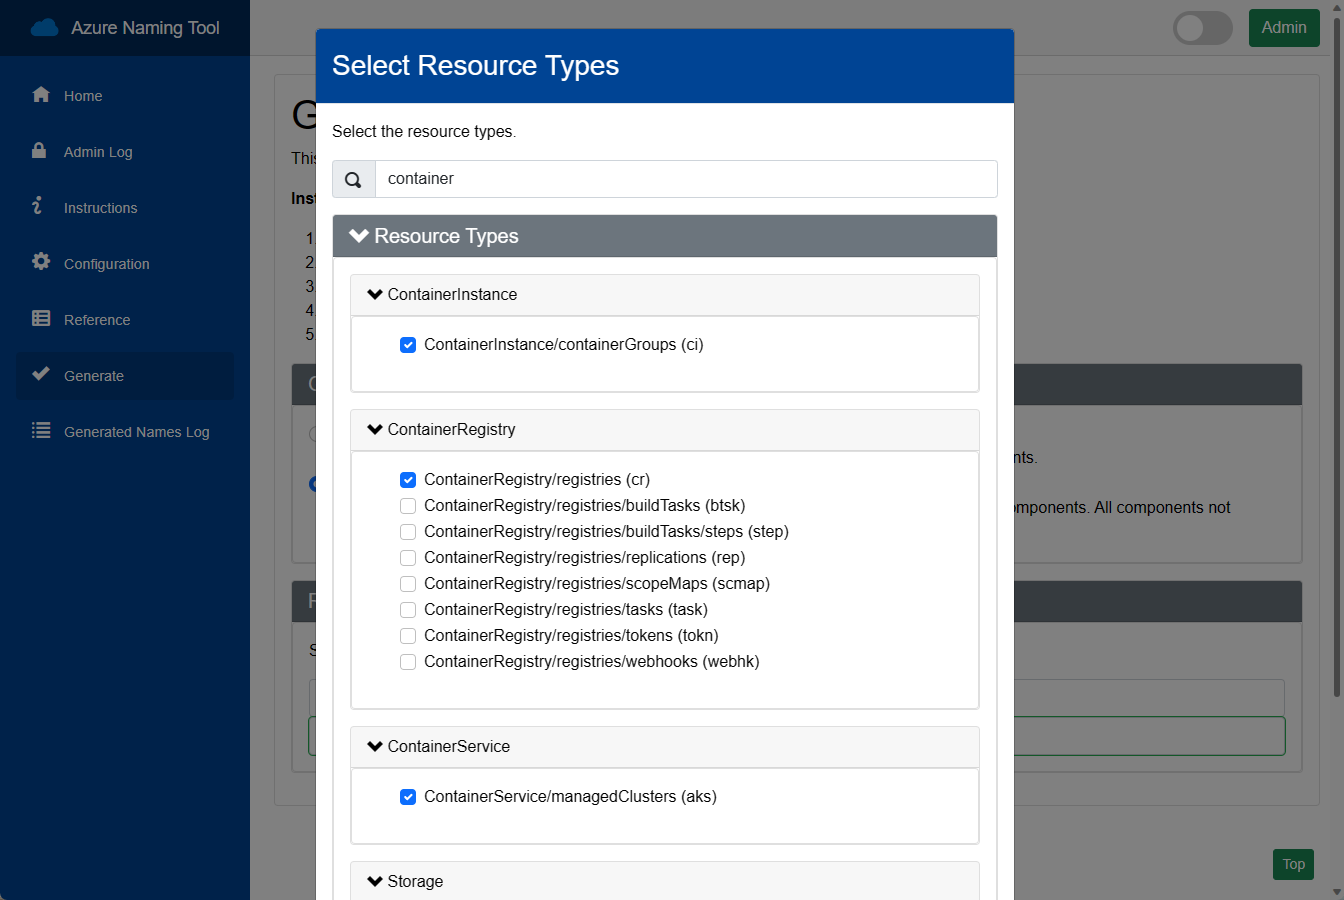 Azure Naming Tool
Admin
Home
Admin Log
Instructions
Configuration
Reference
Generate
Generated Names Log
Select Resource Types
Select the resource types.
container
Resource Types
ContainerInstance
ContainerInstance/containerGroups (ci)
ContainerRegistry
ContainerRegistry/registries (cr)
ContainerRegistry/registries/buildTasks (btsk)
ContainerRegistry/registries/buildTasks/steps (step)
ContainerRegistry/registries/replications (rep)
ContainerRegistry/registries/scopeMaps (scmap)
ContainerRegistry/registries/tasks (task)
ContainerRegistry/registries/tokens (tokn)
ContainerRegistry/registries/webhooks (webhk)
ContainerService
ContainerService/managedClusters (aks)
Storage
This
1
2
3
4
5
All components not
Top